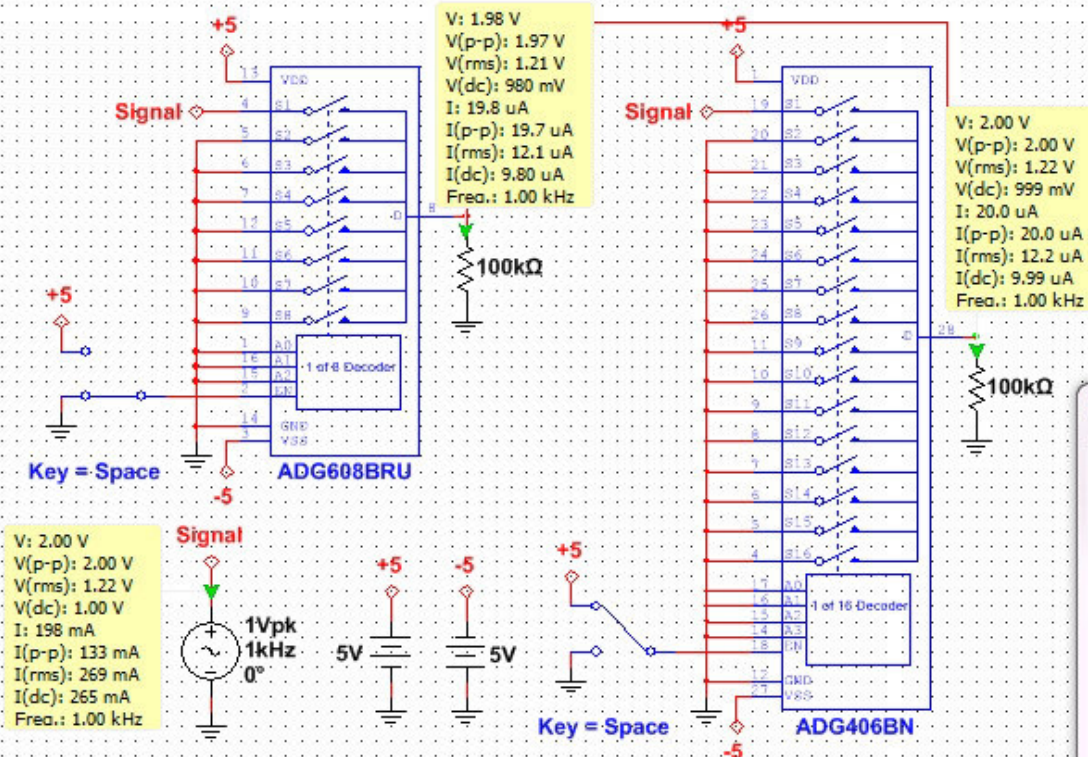 +5
V: 1.98 V
V(p-p): 1.97 V
V(rms): 1.21 V
V(dc): 980 mV
I: 19.8 uA
I(p-p): 19.7 uA
I(rms): 12.1 uA
I(dc): 9.80 uA
Freq.: 1.00 kHz
+5
13 VDD
1 VDD
Signal
4 S1
5 S2
6 S3
7 S4
12 S5
11 S6
10 S7
9 S8
D 8
100kΩ
1 A0
16 A1
15 A2
2 EN
1 of 8 Decoder
14 GND
3 VSS
-5
ADG608BRU
+5
Key = Space
Signal
19 S1
20 S2
21 S3
22 S4
23 S5
24 S6
25 S7
26 S8
11 S9
10 S10
9 S11
8 S12
7 S13
6 S14
5 S15
4 S16
D 28
100kΩ
17 A0
16 A1
15 A2
14 A3
18 EN
1 of 16 Decoder
12 GND
27 VSS
-5
ADG406BN
V: 2.00 V
V(p-p): 2.00 V
V(rms): 1.22 V
V(dc): 999 mV
I: 20.0 uA
I(p-p): 20.0 uA
I(rms): 12.2 uA
I(dc): 9.99 uA
Freq.: 1.00 kHz
V: 2.00 V
V(p-p): 2.00 V
V(rms): 1.22 V
V(dc): 1.00 V
I: 198 mA
I(p-p): 133 mA
I(rms): 269 mA
I(dc): 265 mA
Freq.: 1.00 kHz
Signal
1Vpk
1kHz
0°
+5
5V
-5
5V
+5
Key = Space